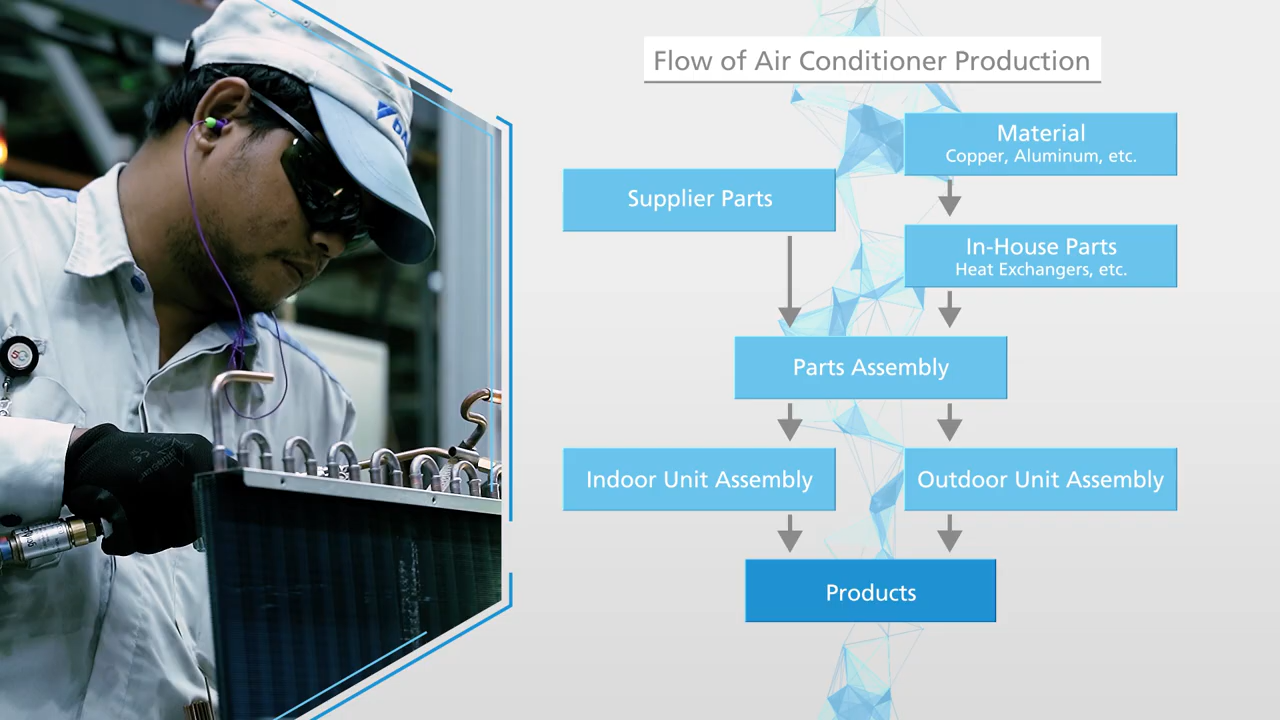 Flow of Air Conditioner Production
Material
Copper, Aluminum, etc.
Supplier Parts
In-House Parts
Heat Exchangers, etc.
Parts Assembly
Indoor Unit Assembly
Outdoor Unit Assembly
Products